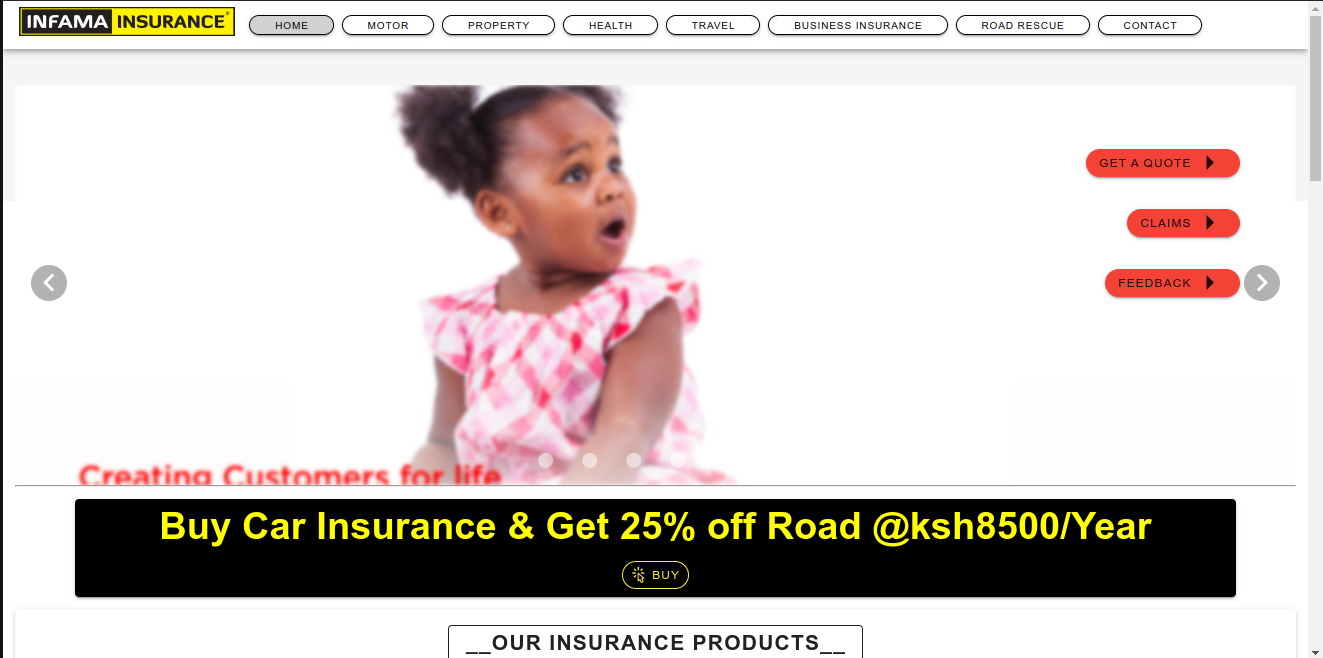 INFAMA INSURANCE®
HOME
MOTOR
PROPERTY
HEALTH
TRAVEL
BUSINESS INSURANCE
ROAD RESCUE
CONTACT
GET A QUOTE
CLAIMS
FEEDBACK
Creating Customers for life
Buy Car Insurance & Get 25% off Road @ksh8500/Year
BUY
__OUR INSURANCE PRODUCTS__